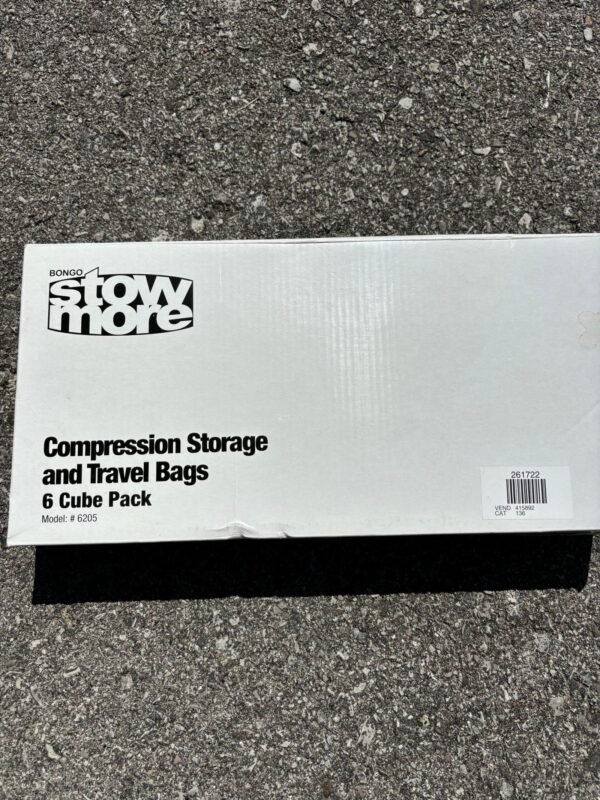 BONGO
stow
more
Compression Storage
and Travel Bags
6 Cube Pack
Model: # 6205
261722
VEND 415892
CAT 136